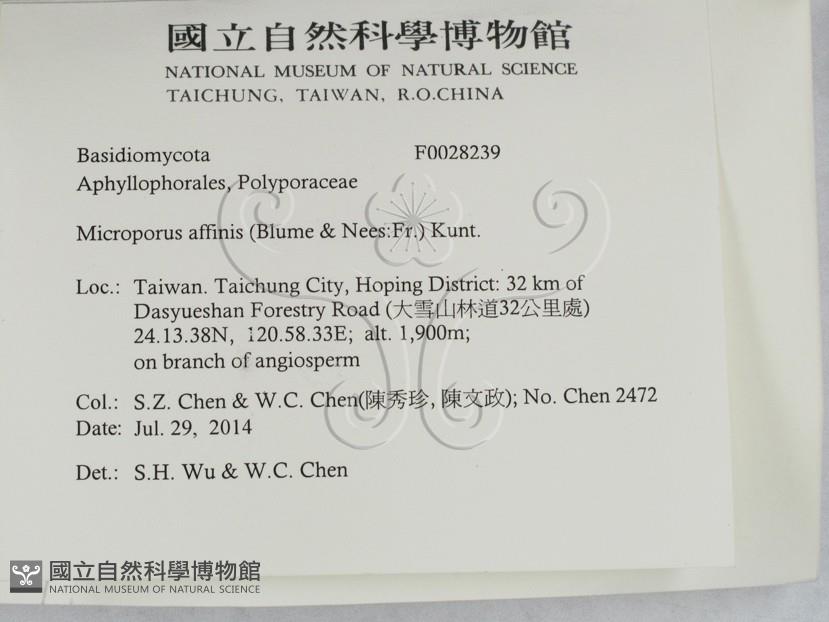 國立自然科學博物館
NATIONAL MUSEUM OF NATURAL SCIENCE
TAICHUNG, TAIWAN, R.O.CHINA
Basidiomycota F0028239
Aphyllophorales, Polyporaceae
Microporus affinis (Blume & Nees:Fr.) Kunt.
Loc.: Taiwan. Taichung City, Hoping District: 32 km of
Dasyueshan Forestry Road (大雪山林道32公里處)
24.13.38N, 120.58.33E; alt. 1,900m;
on branch of angiosperm
Col.: S.Z. Chen & W.C. Chen(陳秀珍, 陳文政); No. Chen 2472
Date: Jul. 29, 2014
Det.: S.H. Wu & W.C. Chen
國立自然科學博物館
NATIONAL MUSEUM OF NATURAL SCIENCE